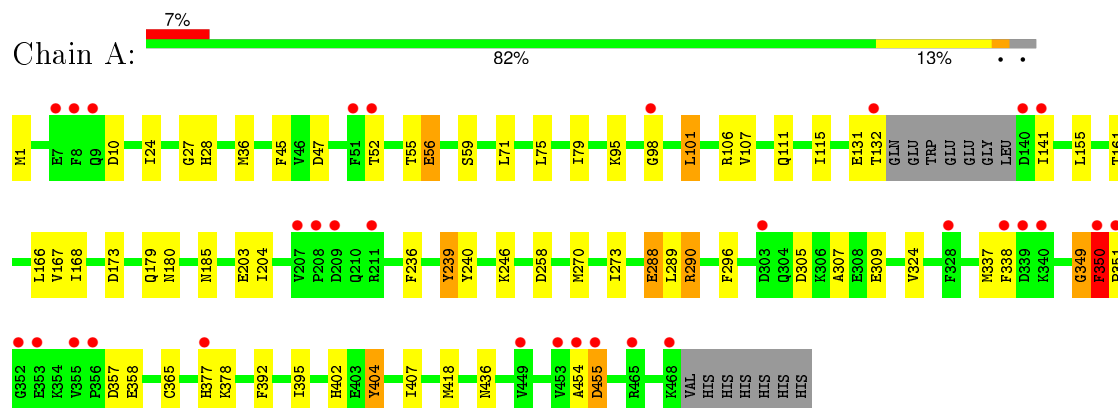 7%
Chain A:
82% 13% • •
M1 E7 F8 Q9 D10 I24 G27 H28 M36 F45 V46 D47 F51 T52 T55 E56 S59 L71 L75 I79 K95 G98 L101 R106 V107 Q111 I115 E131 T132 GLN GLU TRP GLU GLU GLY LEU D140 I141 L155
L166 V167 I168 D173 Q179 N180 N185 E203 I204 V207 P208 D209 Q210 R211 F236 Y239 Y240 K246 D258 M270 I273 E288 L289 R290 F296 D303 Q304 D305 K306 A307 E308 E309 V324 F328 M337 F338 D339 K340 G349 F350
G352 E353 K354 V355 P356 D357 E358 C365 H377 K378 F392 I395 H402 E403 Y404 I407 M418 N436 V449 V453 A454 D455 R465 K468 VAL HIS HIS HIS HIS HIS HIS